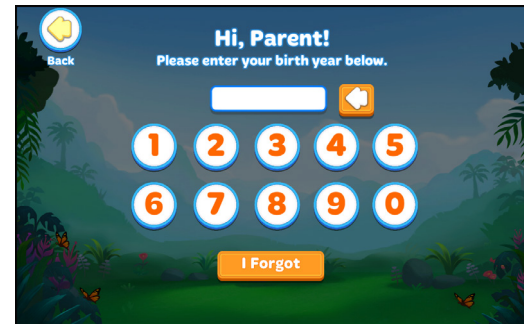 Hi, Parent!
Back
Please enter your birth year below.
1 2 3 4 5
6 7 8 9 0
I Forgot